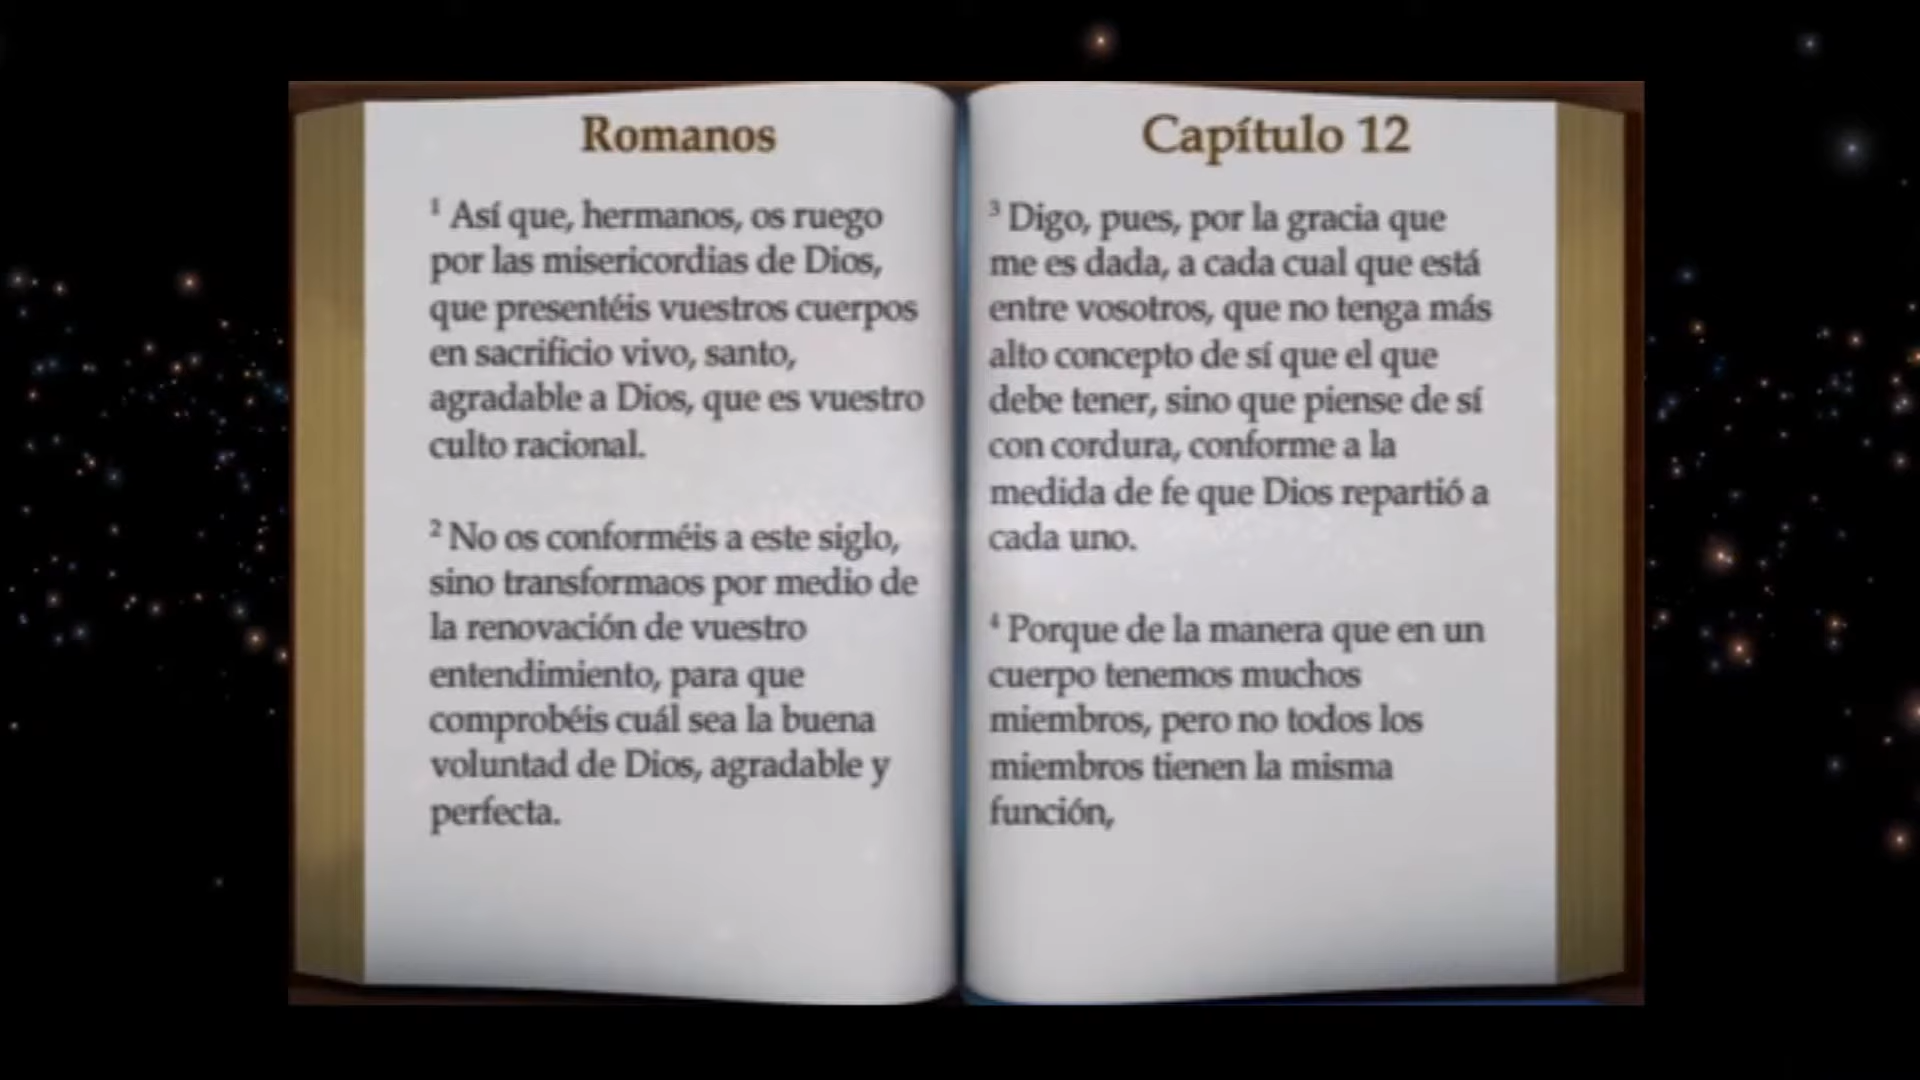 Romanos
¹ Así que, hermanos, os ruego
por las misericordias de Dios,
que presentéis vuestros cuerpos
en sacrificio vivo, santo,
agradable a Dios, que es vuestro
culto racional.
² No os conforméis a este siglo,
sino transformaos por medio de
la renovación de vuestro
entendimiento, para que
comprobéis cuál sea la buena
voluntad de Dios, agradable y
perfecta.
Capítulo 12
³ Digo, pues, por la gracia que
me es dada, a cada cual que está
entre vosotros, que no tenga más
alto concepto de sí que el que
debe tener, sino que piense de sí
con cordura, conforme a la
medida de fe que Dios repartió a
cada uno.
⁴ Porque de la manera que en un
cuerpo tenemos muchos
miembros, pero no todos los
miembros tienen la misma
función,